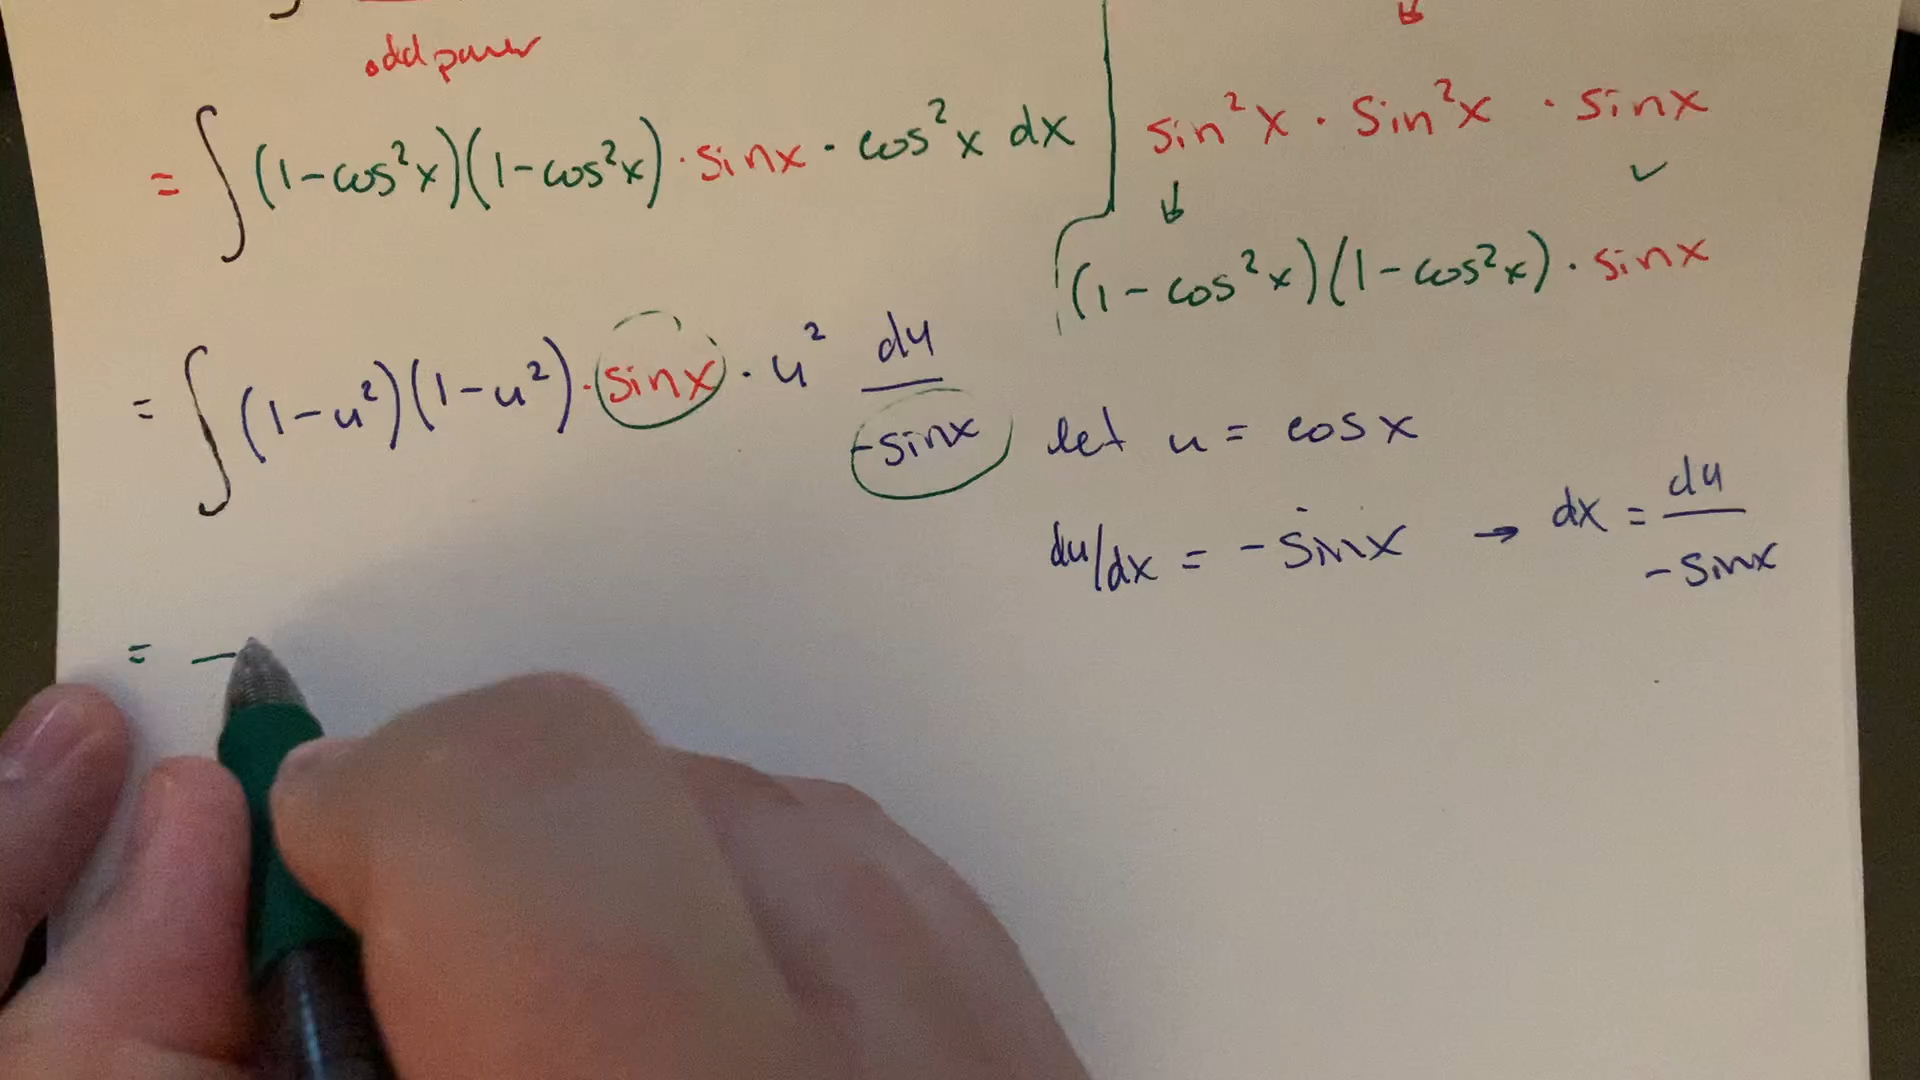 odd power
= ∫ (1-cos²x)(1-cos²x) · sinx · cos²x dx
sin²x · sin²x · sinx
(1-cos²x)(1-cos²x) · sinx
= ∫ (1-u²)(1-u²) · sinx · u² du/-sinx
let u = cosx
du/dx = -sinx → dx = du/-sinx
= -